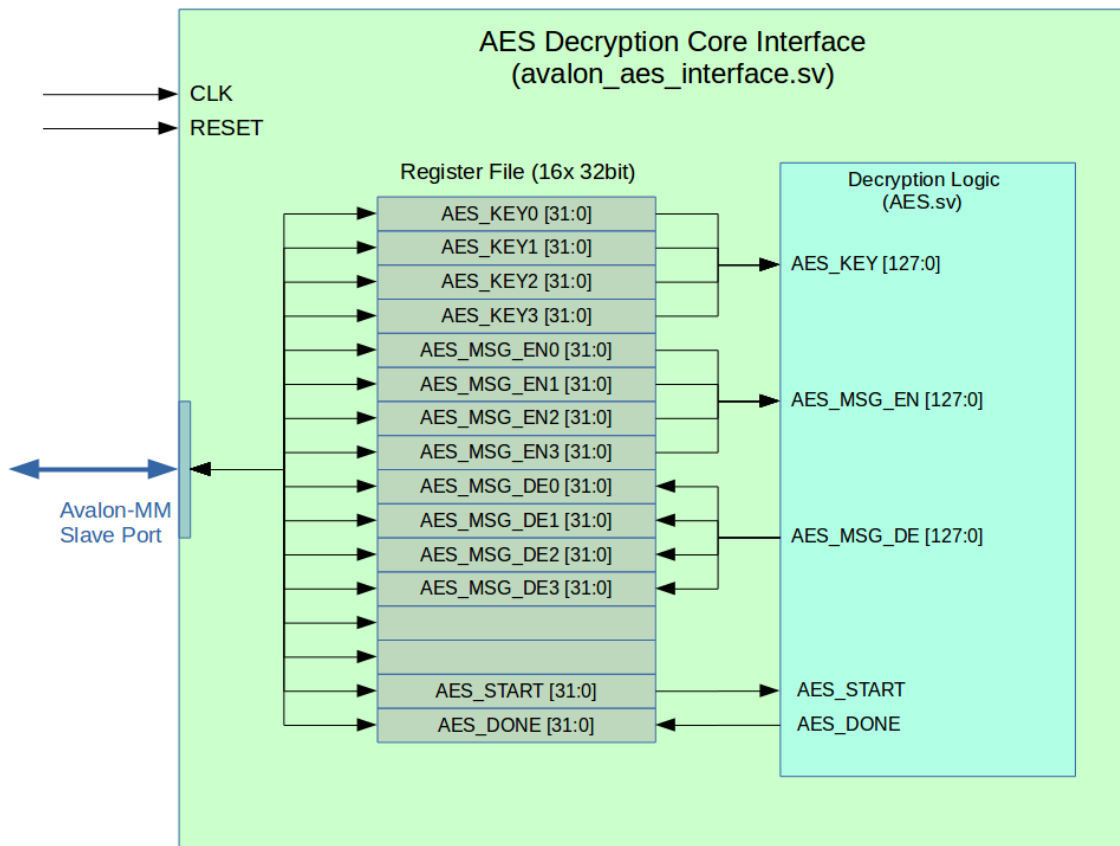 AES Decryption Core Interface
(avalon_aes_interface.sv)
CLK
RESET
Register File (16x 32bit)
Decryption Logic
(AES.sv)
AES_KEY0 [31:0]
AES_KEY1 [31:0]
AES_KEY2 [31:0]
AES_KEY3 [31:0]
AES_MSG_EN0 [31:0]
AES_MSG_EN1 [31:0]
AES_MSG_EN2 [31:0]
AES_MSG_EN3 [31:0]
AES_MSG_DE0 [31:0]
AES_MSG_DE1 [31:0]
AES_MSG_DE2 [31:0]
AES_MSG_DE3 [31:0]
AES_START [31:0]
AES_DONE [31:0]
AES_KEY [127:0]
AES_MSG_EN [127:0]
AES_MSG_DE [127:0]
AES_START
AES_DONE
Avalon-MM
Slave Port